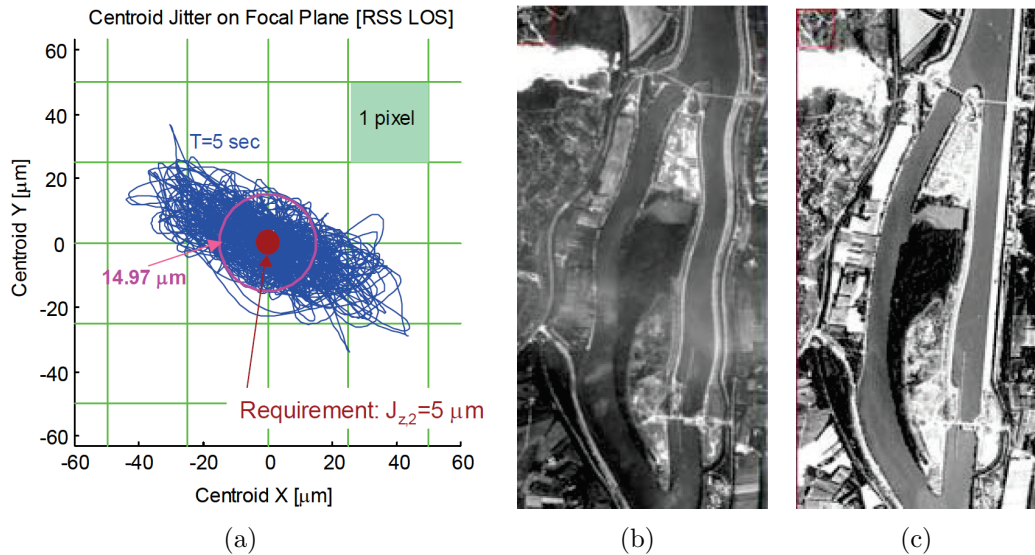 Centroid Jitter on Focal Plane [RSS LOS]
60
40
20
0
-20
-40
-60
Centroid Y [μm]
1 pixel
T=5 sec
14.97 μm
Requirement: J_{z,2}=5 μm
-60 -40 -20 0 20 40 60
Centroid X [μm]
(a) (b) (c)